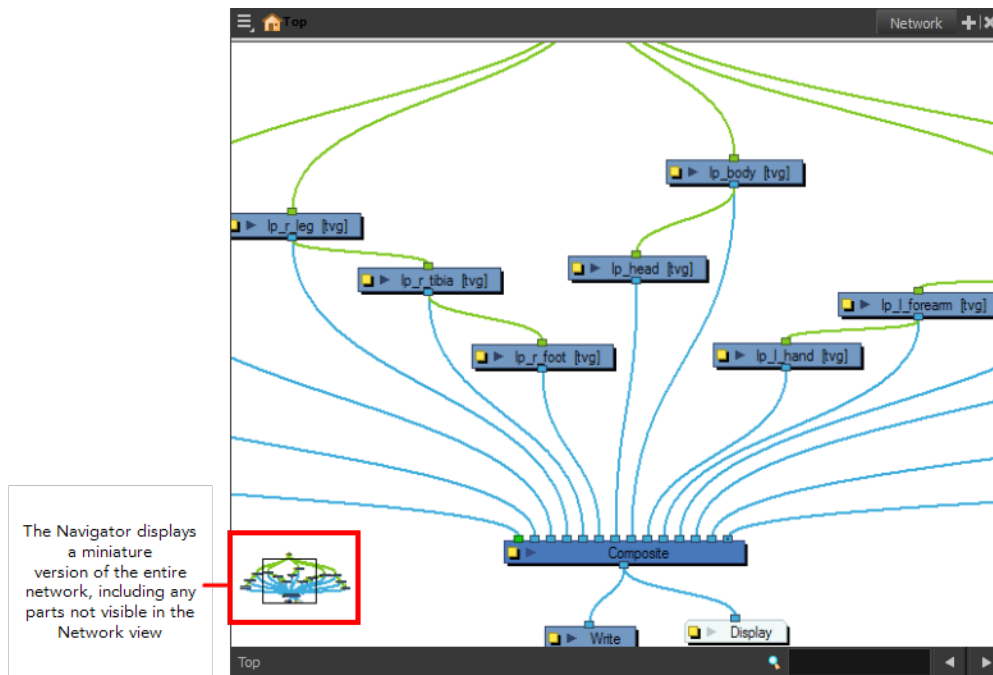 Top
Network
lp_body [tvg]
lp_r_leg [tvg]
lp_head [tvg]
lp_r_tibia [tvg]
lp_l_forearm [tvg]
lp_r_foot [tvg]
lp_l_hand [tvg]
The Navigator displays
a miniature
version of the entire
network, including any
parts not visible in the
Network view
Composite
Write
Display
Top